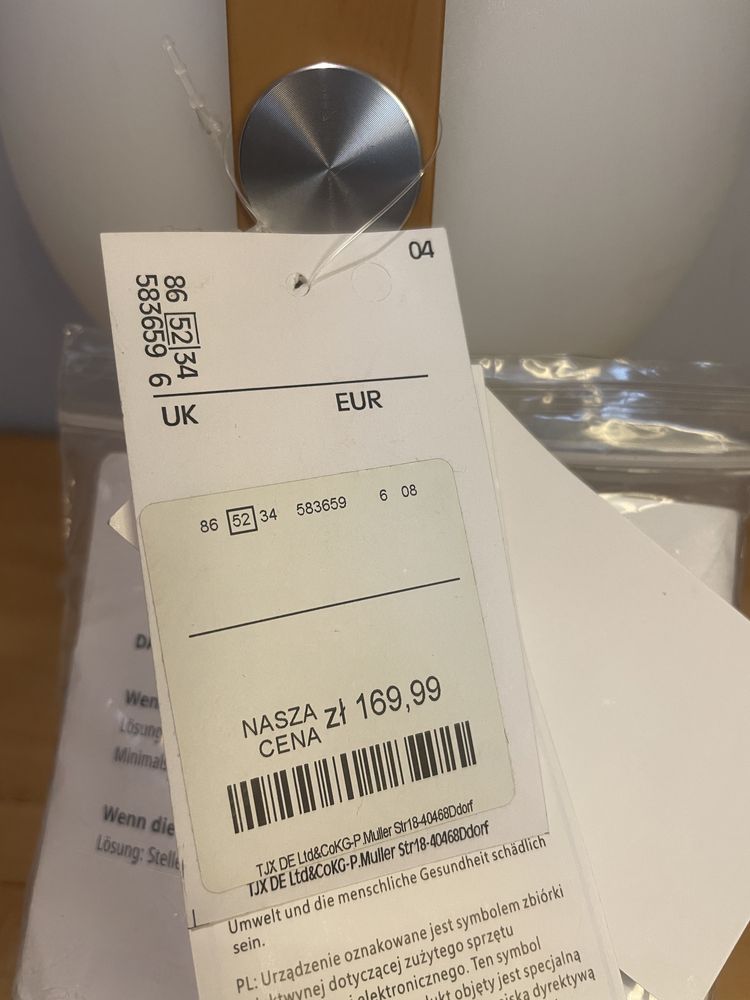 04
86 52 34
583659 6
UK EUR
86 52 34 583659 6 08
NASZA
CENA zł 169,99
TJX DE Ltd&CoKG-P.Muller Str18-40468Ddorf
TJX DE Ltd&CoKG-P.Muller Str18-40468Ddorf
Umwelt und die menschliche Gesundheit schädlich
sein.
PL: Urządzenie oznakowane jest symbolem zbiórki
dotyczącej zużytego sprzętu
elektronicznego. Ten symbol
objęty jest specjalną
dyrektywą
Wenn
Lösung
Wenn die
Lösung: Stelle